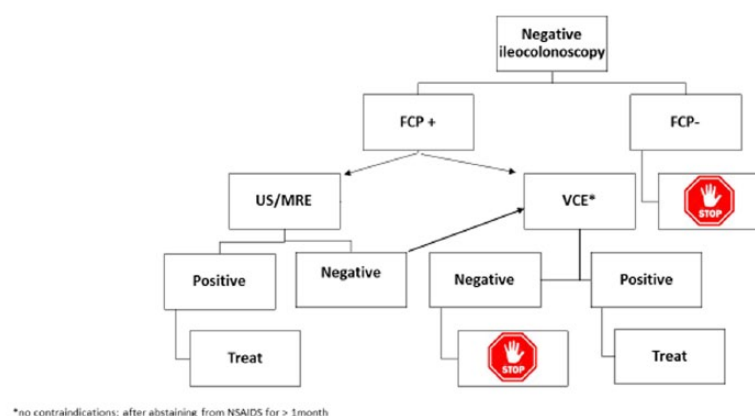 Negative
ileocolonoscopy
FCP +
FCP-
US/MRE
VCE*
STOP
Positive
Negative
Negative
Positive
Treat
STOP
Treat
*no contraindications; after abstaining from NSAIDS for > 1month